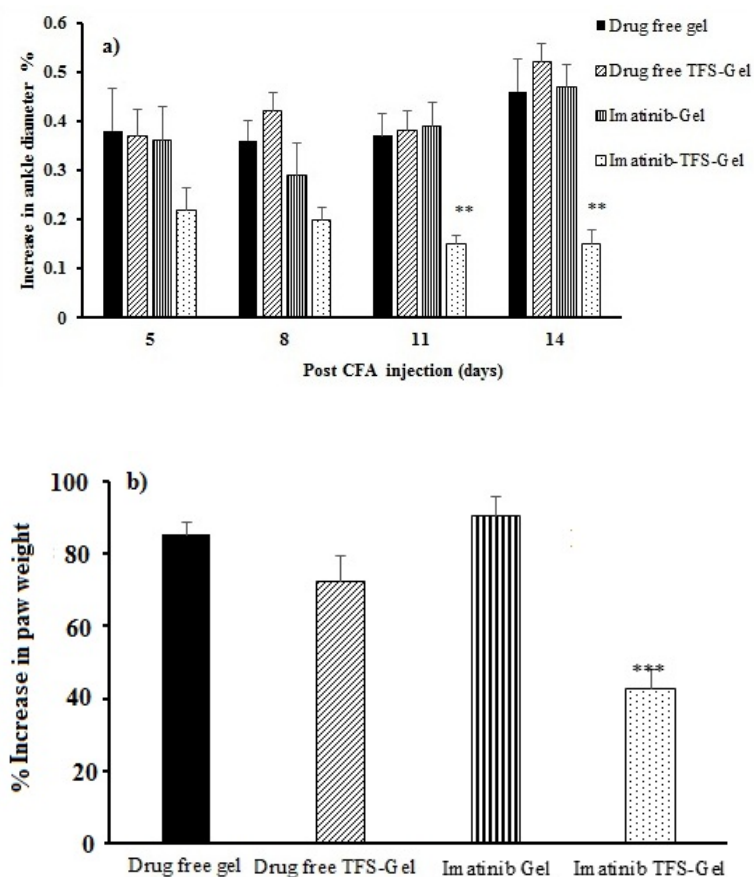 a)
Increase in ankle diameter %
0.6
0.5
0.4
0.3
0.2
0.1
0
** **
5 8 11 14
Post CFA injection (days)
Drug free gel
Drug free TFS-Gel
Imatinib-Gel
Imatinib-TFS-Gel
b)
% Increase in paw weight
100
80
60
40
20
0
***
Drug free gel Drug free TFS-Gel Imatinib Gel Imatinib TFS-Gel